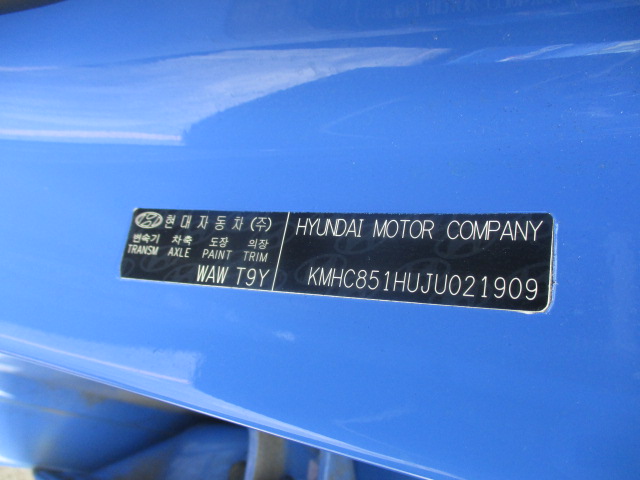 현대자동차(주)
변속기 차축 도장 의장
TRANSM AXLE PAINT TRIM
WAW T9Y
HYUNDAI MOTOR COMPANY
KMHC851HUJU021909